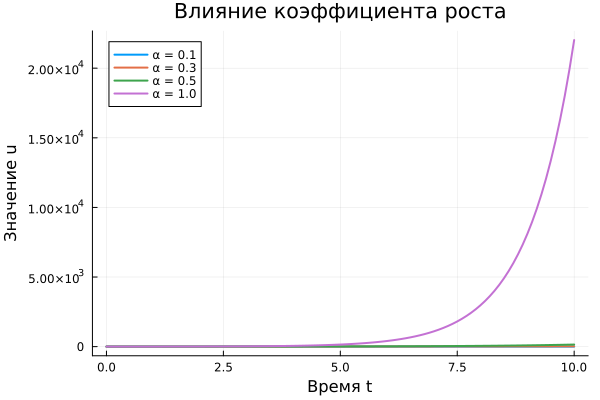 Влияние коэффициента роста
α = 0.1
α = 0.3
α = 0.5
α = 1.0
2.00×10⁴
1.50×10⁴
1.00×10⁴
5.00×10³
0
Значение u
0.0 2.5 5.0 7.5 10.0
Время t